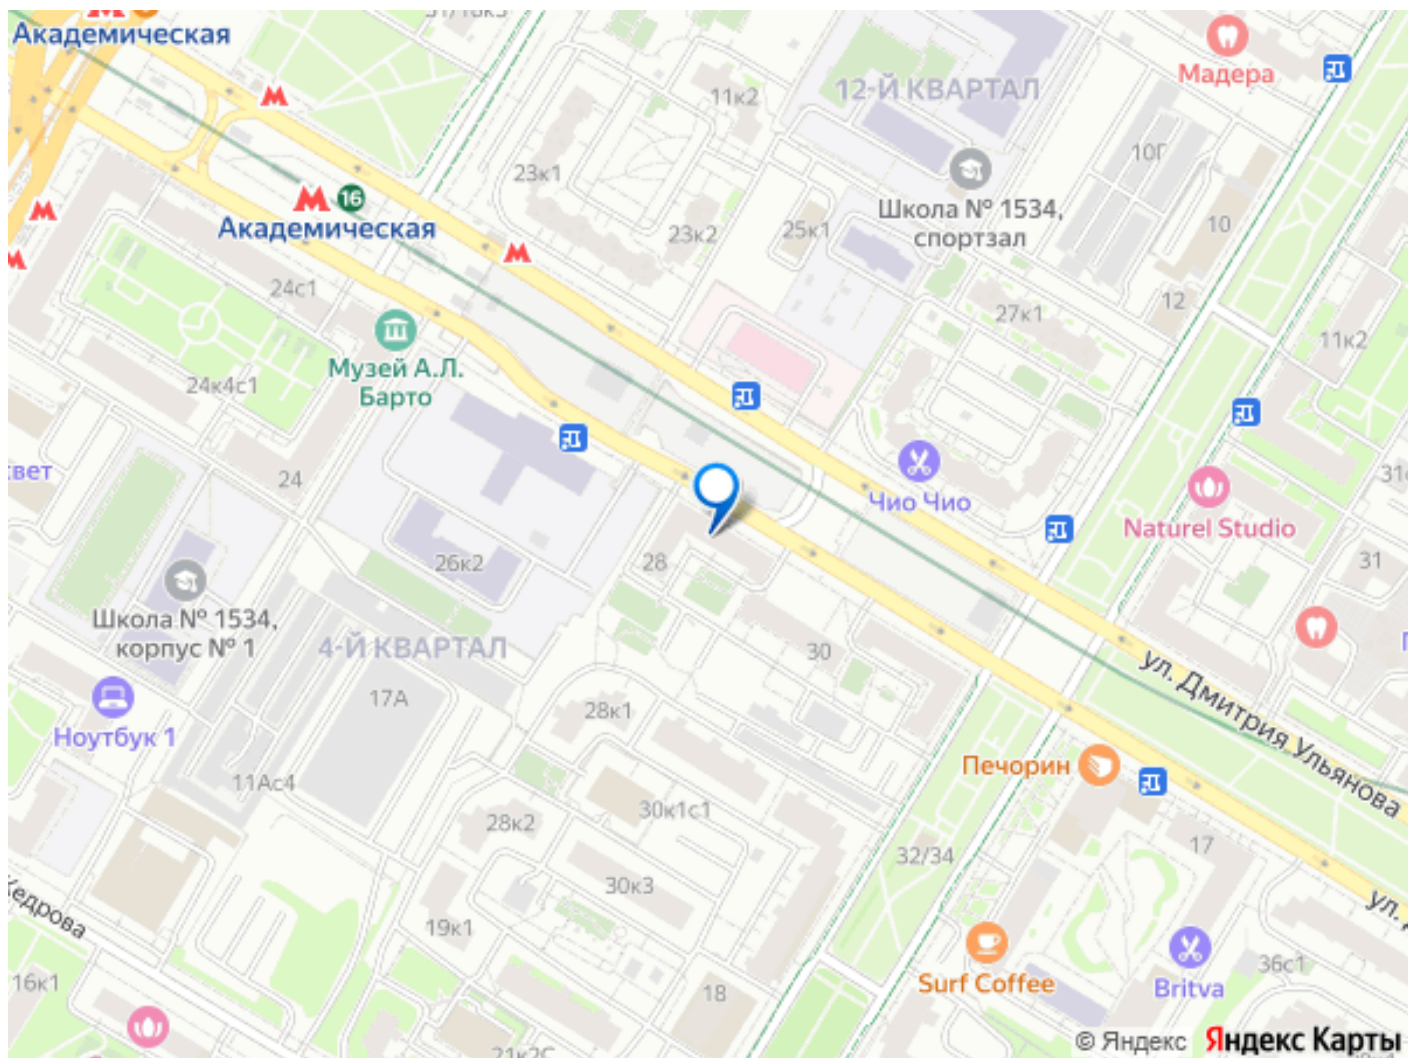 Академическая
12-Й КВАРТАЛ
Мадера
11к2
10Г
23к1
16
Академическая
Школа № 1534,
спортзал
23к2
25к1
10
24с1
12
27к1
11к2
Музей А.Л.
Барто
24к4с1
24
Чио Чио
Naturel Studio
26к2
28
31
Школа № 1534,
корпус № 1
4-Й КВАРТАЛ
30
17А
28к1
Ноутбук 1
ул. Дмитрия Ульянова
Печорин
11Ас4
30к1с1
28к2
32/34
17
30к3
19к1
Surf Coffee
Britva
36с1
16к1
18
© Яндекс Яндекс Карты